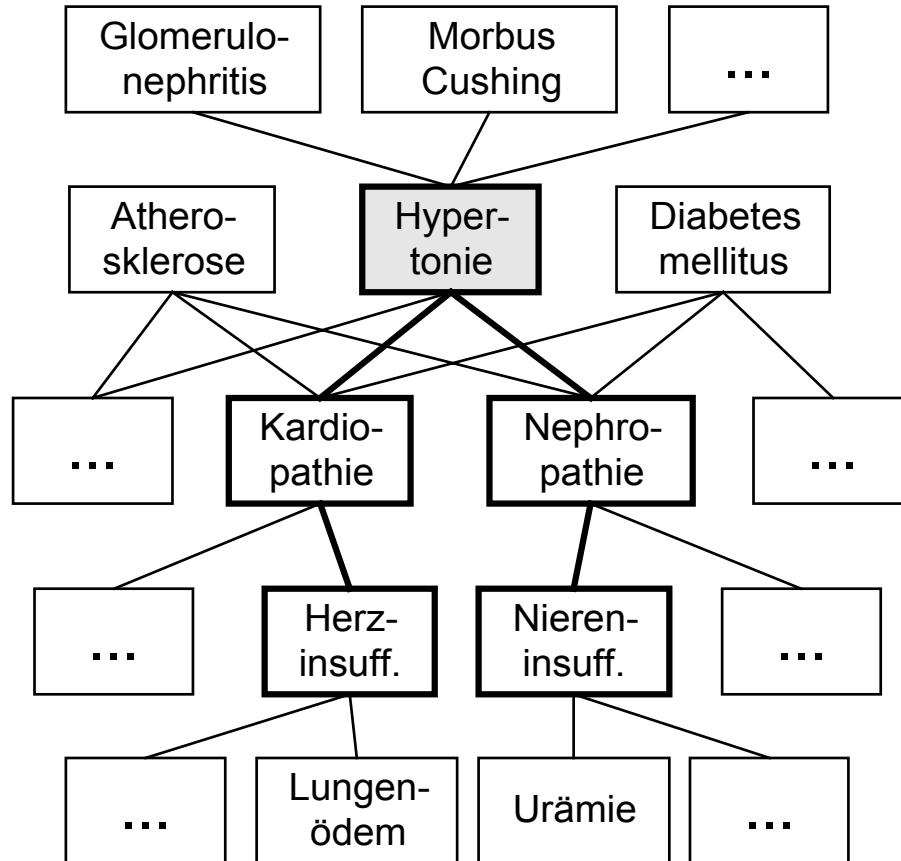 Glomerulo-
nephritis
Morbus
Cushing
...
Athero-
sklerose
Hyper-
tonie
Diabetes
mellitus
...
Kardio-
pathie
Nephro-
pathie
...
...
Herz-
insuff.
Nieren-
insuff.
...
...
Lungen-
ödem
Urämie
...